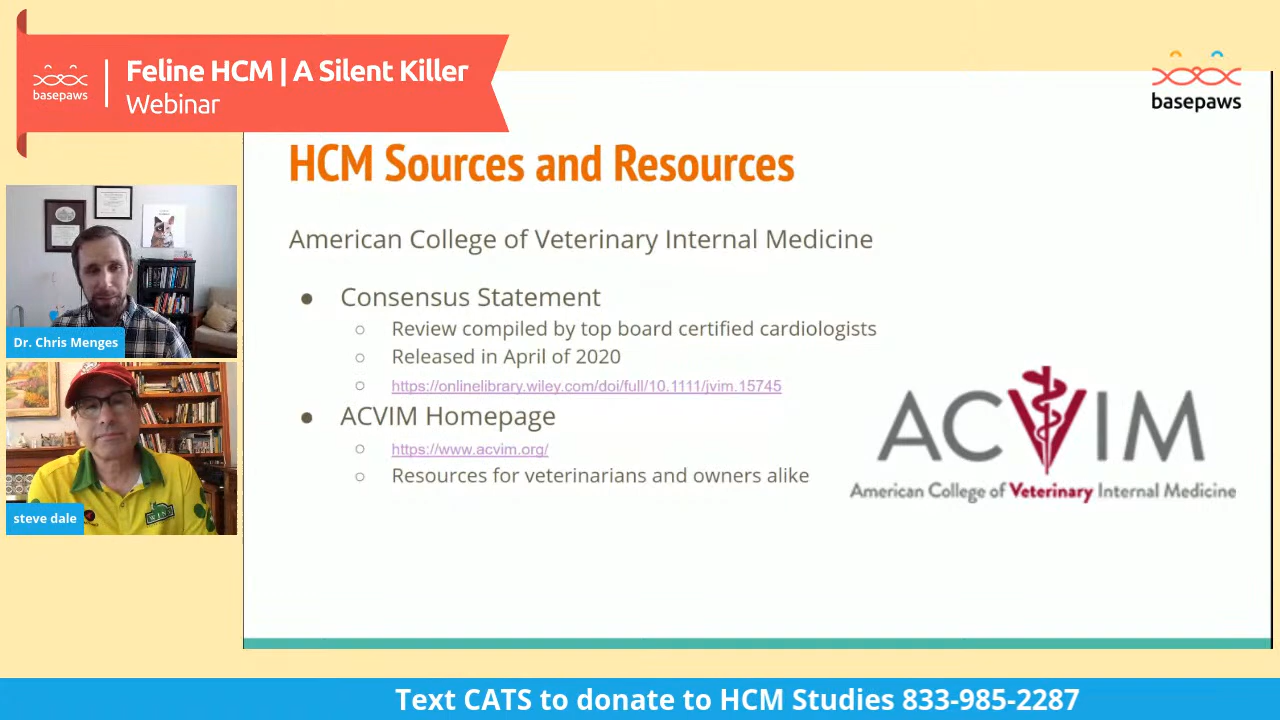 Feline HCM | A Silent Killer
Webinar
basepaws
basepaws
HCM Sources and Resources
American College of Veterinary Internal Medicine
● Consensus Statement
○ Review compiled by top board certified cardiologists
○ Released in April of 2020
○ https://onlinelibrary.wiley.com/doi/full/10.1111/jvim.15745
● ACVIM Homepage
○ https://www.acvim.org/
○ Resources for veterinarians and owners alike
ACVIM
American College of Veterinary Internal Medicine
Dr. Chris Menges
steve dale
Text CATS to donate to HCM Studies 833-985-2287